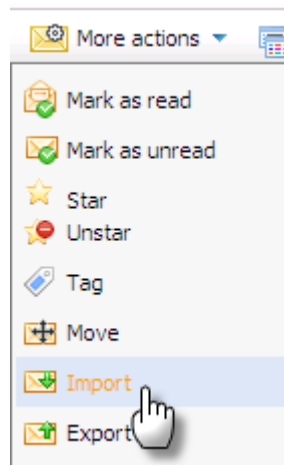 More actions
Mark as read
Mark as unread
Star
Unstar
Tag
Move
Import
Export